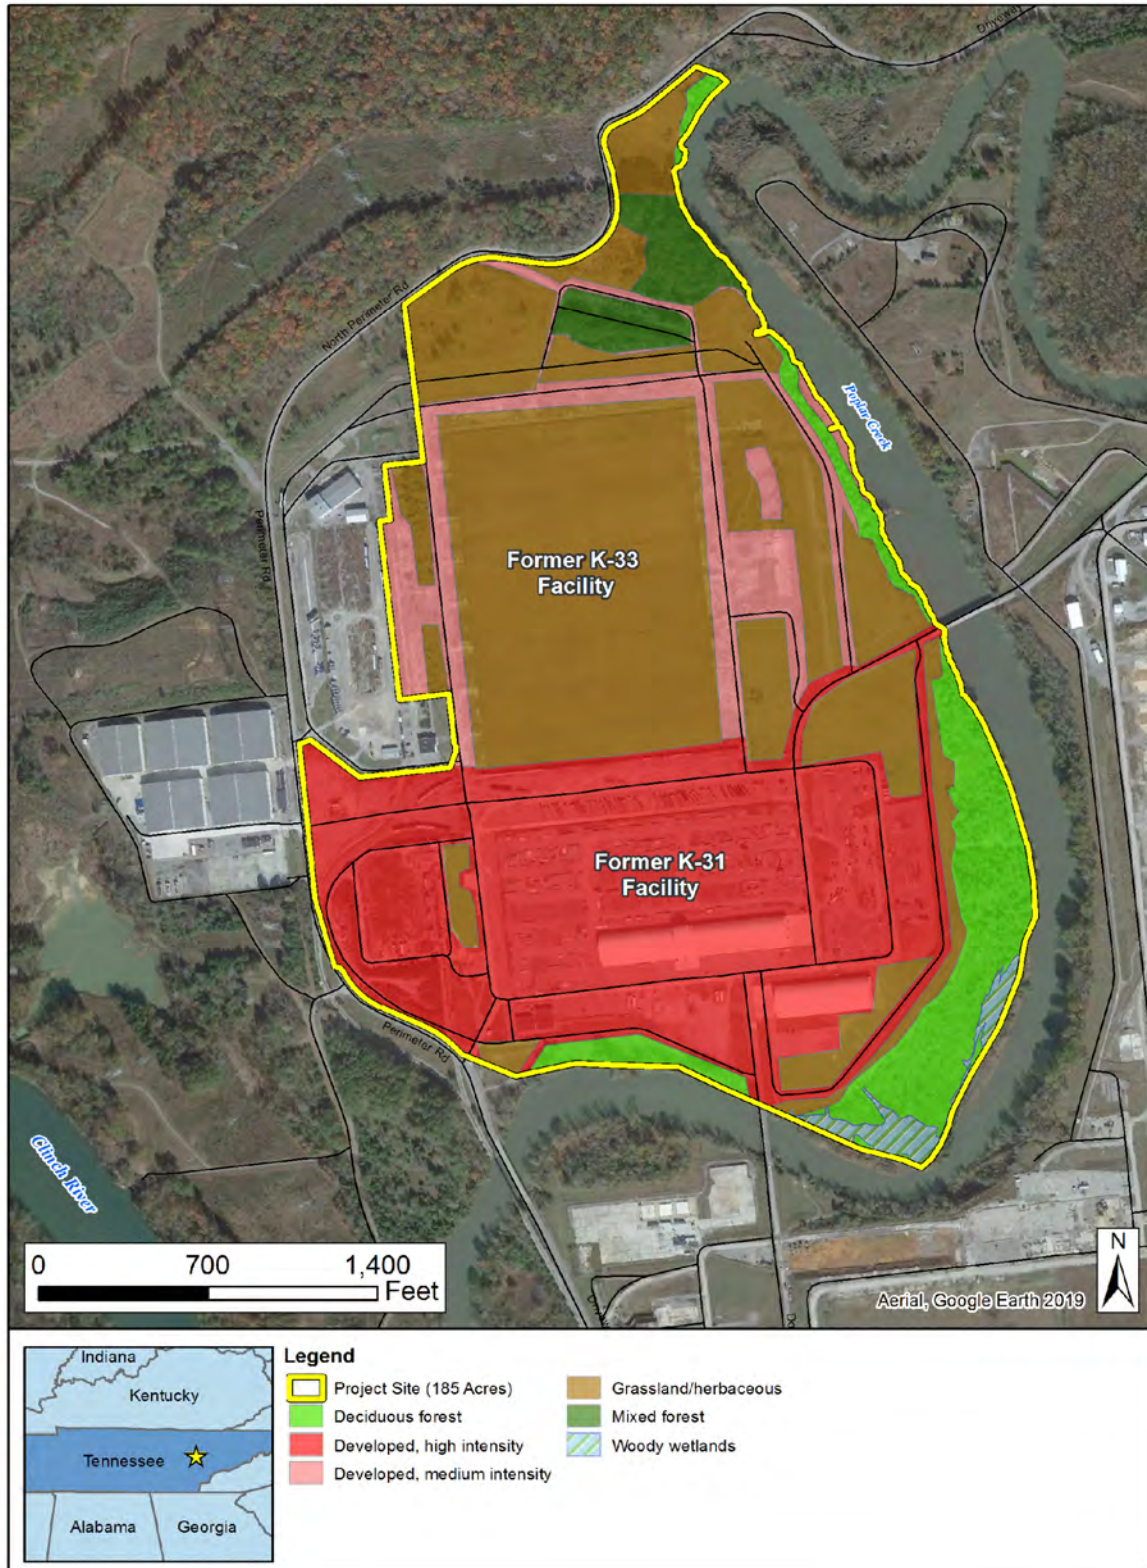 Driveway
North Perimeter Rd
Poplar Creek
Perimeter Rd
Former K-33
Facility
Former K-31
Facility
Perimeter Rd
Clinch River
0 700 1,400
Feet
N
Aerial, Google Earth 2019
Legend
Indiana
Kentucky
Tennessee
Alabama
Georgia
Project Site (185 Acres)
Deciduous forest
Developed, high intensity
Developed, medium intensity
Grassland/herbaceous
Mixed forest
Woody wetlands